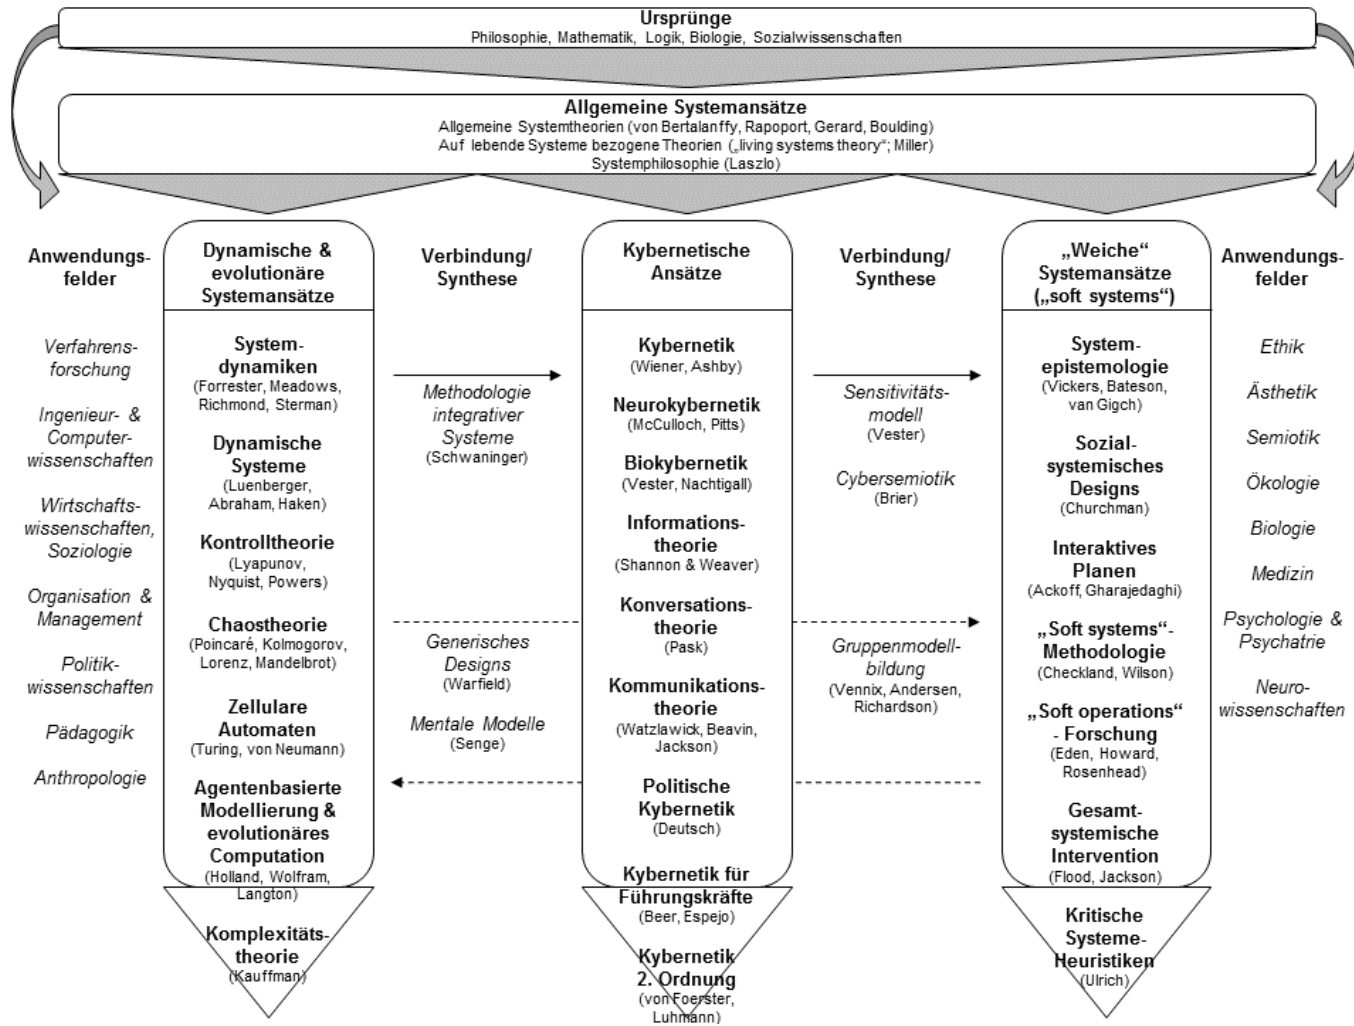 Ursprünge
Philosophie, Mathematik, Logik, Biologie, Sozialwissenschaften
Allgemeine Systemansätze
Allgemeine Systemtheorien (von Bertalanffy, Rapoport, Gerard, Boulding)
Auf lebende Systeme bezogene Theorien („living systems theory“; Miller)
Systemphilosophie (Laszlo)
Anwendungs-
felder
Verfahrens-
forschung
Ingenieur- &
Computer-
wissenschaften
Wirtschafts-
wissenschaften,
Soziologie
Organisation &
Management
Politik-
wissenschaften
Pädagogik
Anthropologie
Dynamische &
evolutionäre
Systemansätze
System-
dynamiken
(Forrester, Meadows,
Richmond, Sterman)
Dynamische
Systeme
(Luenberger,
Abraham, Haken)
Kontrolltheorie
(Lyapunov,
Nyquist, Powers)
Chaostheorie
(Poincaré, Kolmogorov,
Lorenz, Mandelbrot)
Zellulare
Automaten
(Turing, von Neumann)
Agentenbasierte
Modellierung &
evolutionäres
Computation
(Holland, Wolfram,
Langton)
Komplexitäts-
theorie
(Kauffman)
Verbindung/
Synthese
Methodologie
integrativer
Systeme
(Schwaninger)
Generisches
Designs
(Warfield)
Mentale Modelle
(Senge)
Kybernetische
Ansätze
Kybernetik
(Wiener, Ashby)
Neurokybernetik
(McCulloch, Pitts)
Biokybernetik
(Vester, Nachtigall)
Informations-
theorie
(Shannon & Weaver)
Konversations-
theorie
(Pask)
Kommunikations-
theorie
(Watzlawick, Beavin,
Jackson)
Politische
Kybernetik
(Deutsch)
Kybernetik für
Führungskräfte
(Beer, Espejo)
Kybernetik
2. Ordnung
(von Foerster,
Luhmann)
Verbindung/
Synthese
Sensitivitäts-
modell
(Vester)
Cybersemiotik
(Brier)
Gruppenmodell-
bildung
(Vennix, Andersen,
Richardson)
„Weiche“
Systemansätze
(„soft systems“)
System-
epistemologie
(Vickers, Bateson,
van Gigch)
Sozial-
systemisches
Designs
(Churchman)
Interaktives
Planen
(Ackoff, Gharajedaghi)
„Soft systems“-
Methodologie
(Checkland, Wilson)
„Soft operations“
- Forschung
(Eden, Howard,
Rosenhead)
Gesamt-
systemische
Intervention
(Flood, Jackson)
Kritische
Systeme-
Heuristiken
(Ulrich)
Anwendungs-
felder
Ethik
Ästhetik
Semiotik
Ökologie
Biologie
Medizin
Psychologie &
Psychatrie
Neuro-
wissenschaften